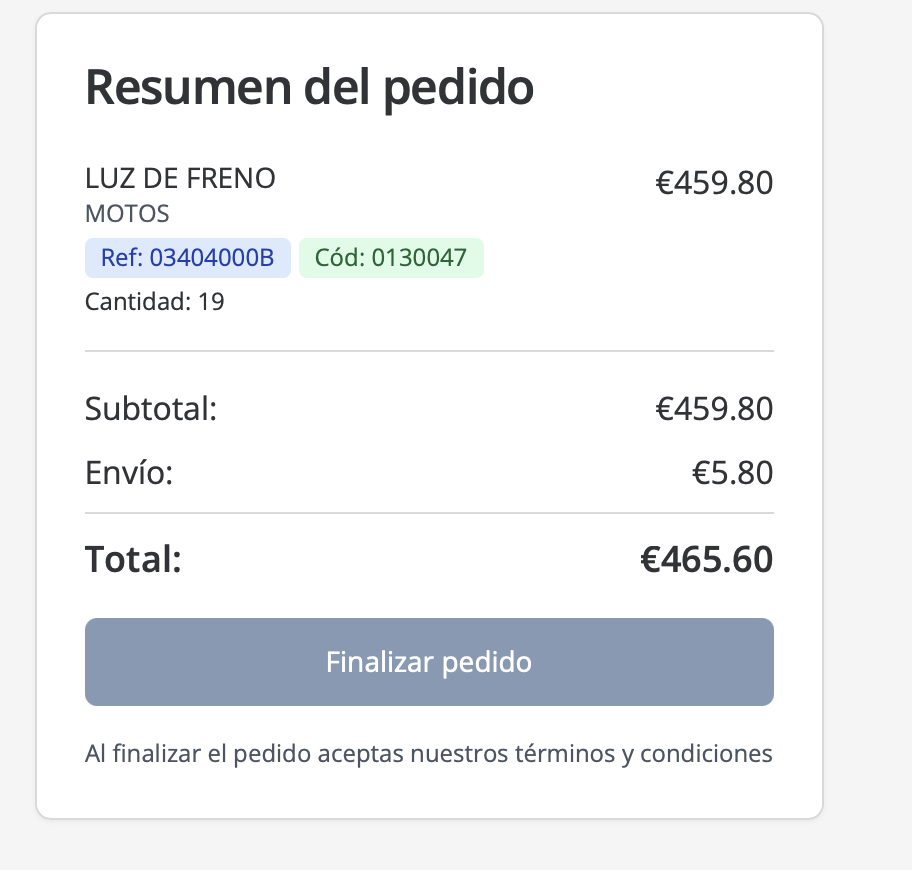 Resumen del pedido
LUZ DE FRENO €459.80
MOTOS
Ref: 03404000B Cód: 0130047
Cantidad: 19
Subtotal: €459.80
Envío: €5.80
Total: €465.60
Finalizar pedido
Al finalizar el pedido aceptas nuestros términos y condiciones